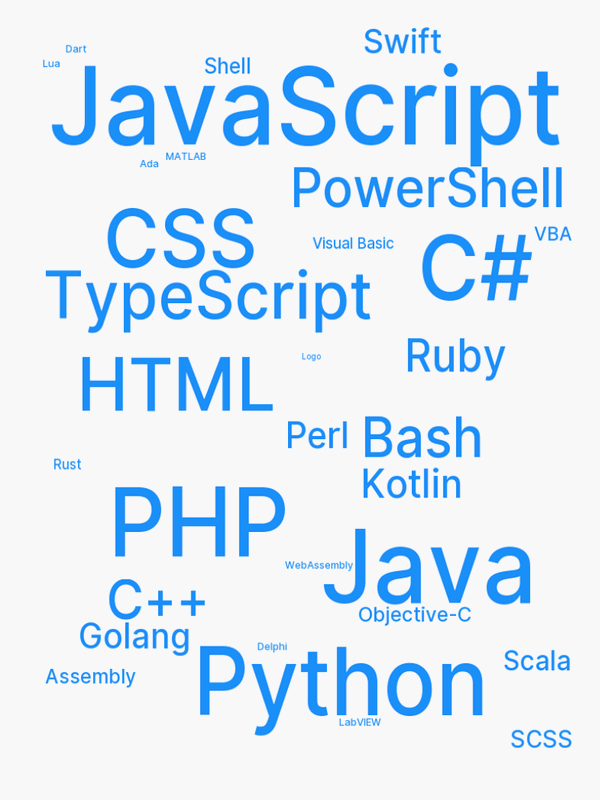 Swift
Dart
Lua
Shell
JavaScript
Ada
MATLAB
PowerShell
CSS
Visual Basic
C#
VBA
TypeScript
HTML
Logo
Ruby
Perl
Bash
Rust
Kotlin
PHP
WebAssembly
Java
C++
Objective-C
Golang
Delphi
Assembly
Python
Scala
LabVIEW
SCSS